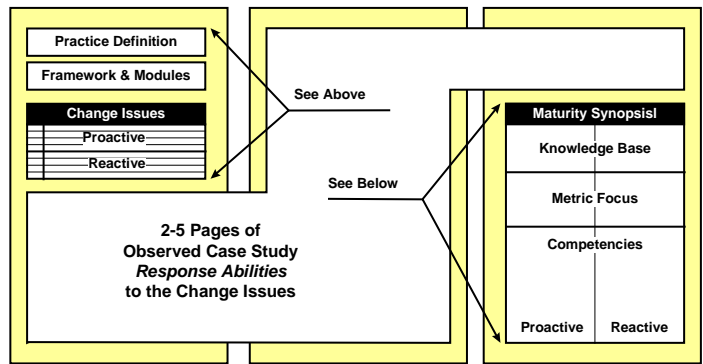 Practice Definition
Framework & Modules
Change Issues
Proactive
Reactive
See Above
See Below
2-5 Pages of
Observed Case Study
Response Abilities
to the Change Issues
Maturity Synopsisl
Knowledge Base
Metric Focus
Competencies
Proactive Reactive